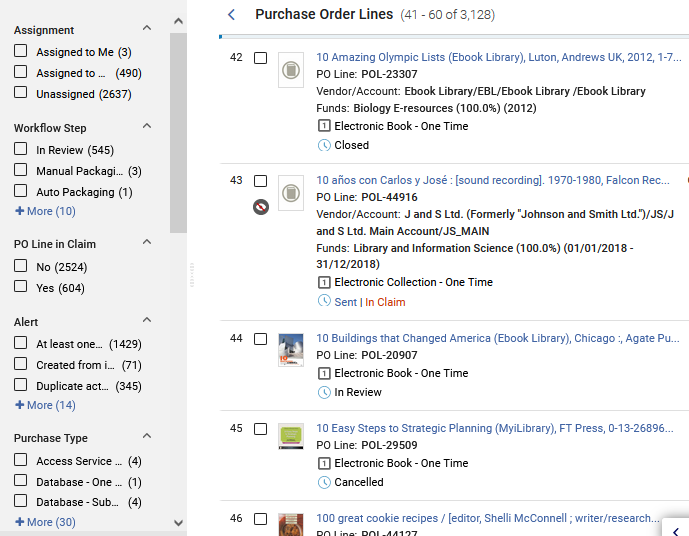 Assignment
Assigned to Me (3)
Assigned to ... (490)
Unassigned (2637)
Workflow Step
In Review (545)
Manual Packagi... (3)
Auto Packaging (1)
+ More (10)
PO Line in Claim
No (2524)
Yes (604)
Alert
At least one... (1429)
Created from i... (71)
Duplicate act... (345)
+ More (14)
Purchase Type
Access Service ... (4)
Database - One ... (1)
Database - Sub... (4)
+ More (30)
Purchase Order Lines (41 - 60 of 3,128)
42
10 Amazing Olympic Lists (Ebook Library), Luton, Andrews UK, 2012, 1-7...
PO Line: POL-23307
Vendor/Account: Ebook Library/EBL/Ebook Library /Ebook Library
Funds: Biology E-resources (100.0%) (2012)
1 Electronic Book - One Time
Closed
43
10 años con Carlos y José : [sound recording]. 1970-1980, Falcon Rec...
PO Line: POL-44916
Vendor/Account: J and S Ltd. (Formerly "Johnson and Smith Ltd.")/JS/J
and S Ltd. Main Account/JS_MAIN
Funds: Library and Information Science (100.0%) (01/01/2018 -
31/12/2018)
1 Electronic Collection - One Time
Sent | In Claim
44
10 Buildings that Changed America (Ebook Library), Chicago :, Agate Pu...
PO Line: POL-20907
1 Electronic Book - One Time
In Review
45
10 Easy Steps to Strategic Planning (MyiLibrary), FT Press, 0-13-26896...
PO Line: POL-29509
1 Electronic Book - One Time
Cancelled
46
100 great cookie recipes / [editor, Shelli McConnell ; writer/research...
PO Line: POL-44127